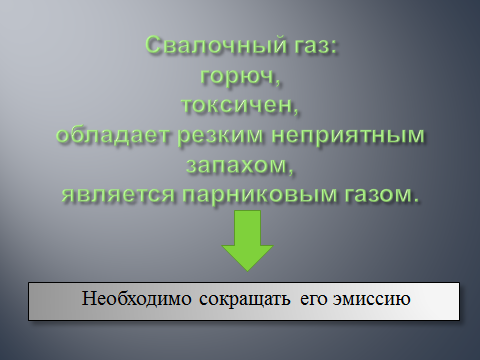 Свалочный газ:
горюч,
токсичен,
обладает резким неприятным
запахом,
является парниковым газом.
Необходимо сокращать его эмиссию